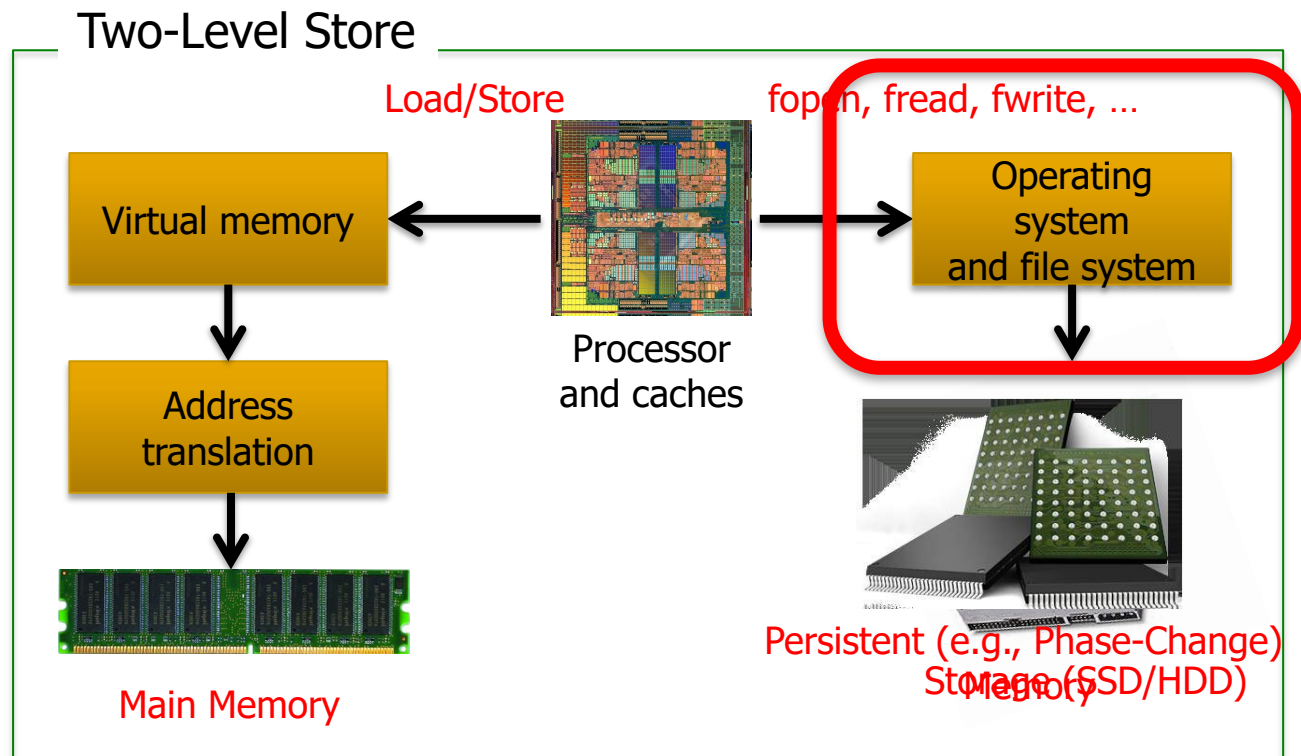 Two-Level Store
Load/Store
fopen, fread, fwrite, …
Virtual memory
Operating
system
and file system
Processor
and caches
Address
translation
Main Memory
Persistent (e.g., Phase-Change)
Storage (SSD/HDD)
Memory